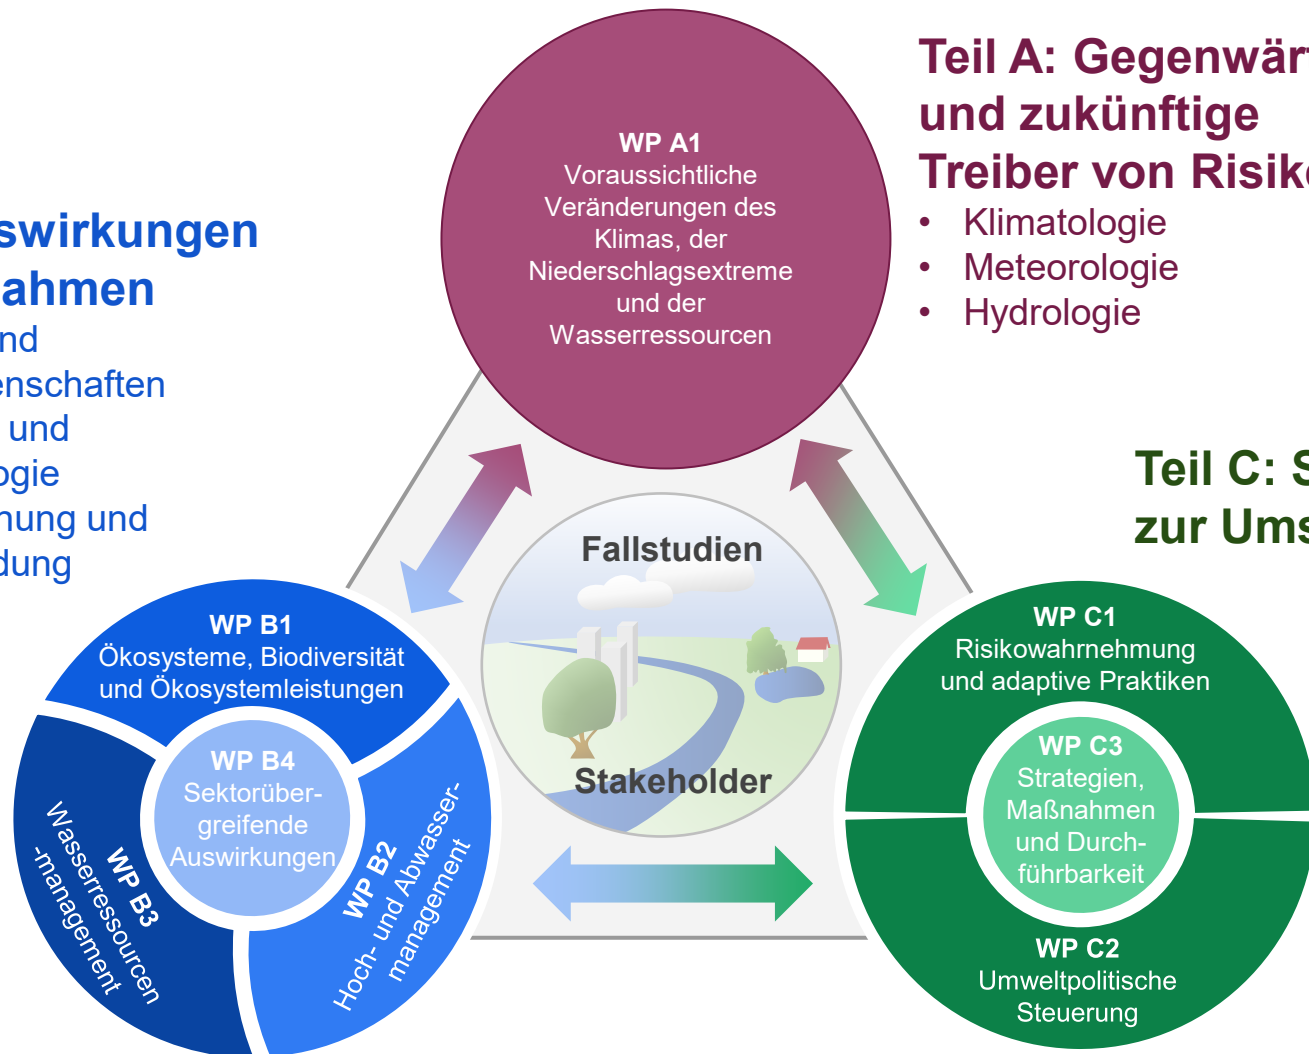 Teil A: Gegenwärt
und zukünftige
Treiber von Risik
• Klimatologie
• Meteorologie
• Hydrologie
WP A1
Voraussichtliche
Veränderungen des
Klimas, der
Niederschlagsextreme
und der
Wasserressourcen
swirkungen
ahmen
nd
enschaften
und
ogie
nung und
dung
Teil C: S
zur Ums
Fallstudien
Stakeholder
WP B1
Ökosysteme, Biodiversität
und Ökosystemleistungen
WP B4
Sektorüber-
greifende
Auswirkungen
WP B3
Wasserressourcen
-management
WP B2
Hoch- und Abwasser-
management
WP C1
Risikowahrnehmung
und adaptive Praktiken
WP C3
Strategien,
Maßnahmen
und Durch-
führbarkeit
WP C2
Umweltpolitische
Steuerung